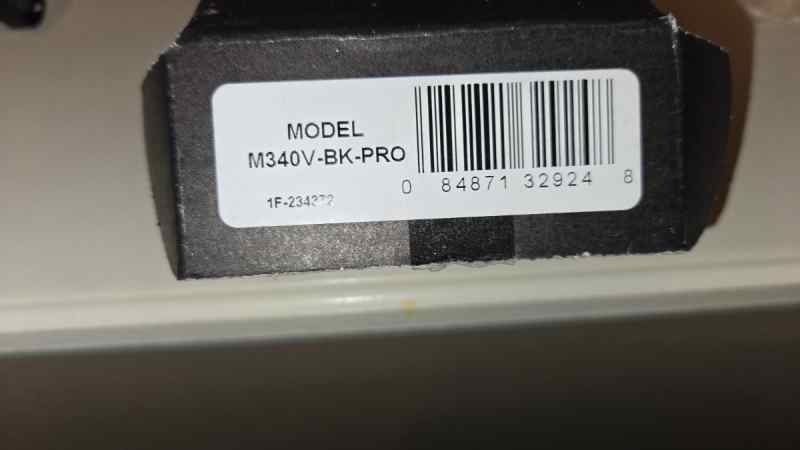 MODEL
M340V-BK-PRO
1F-234372
0 84871 32924 8